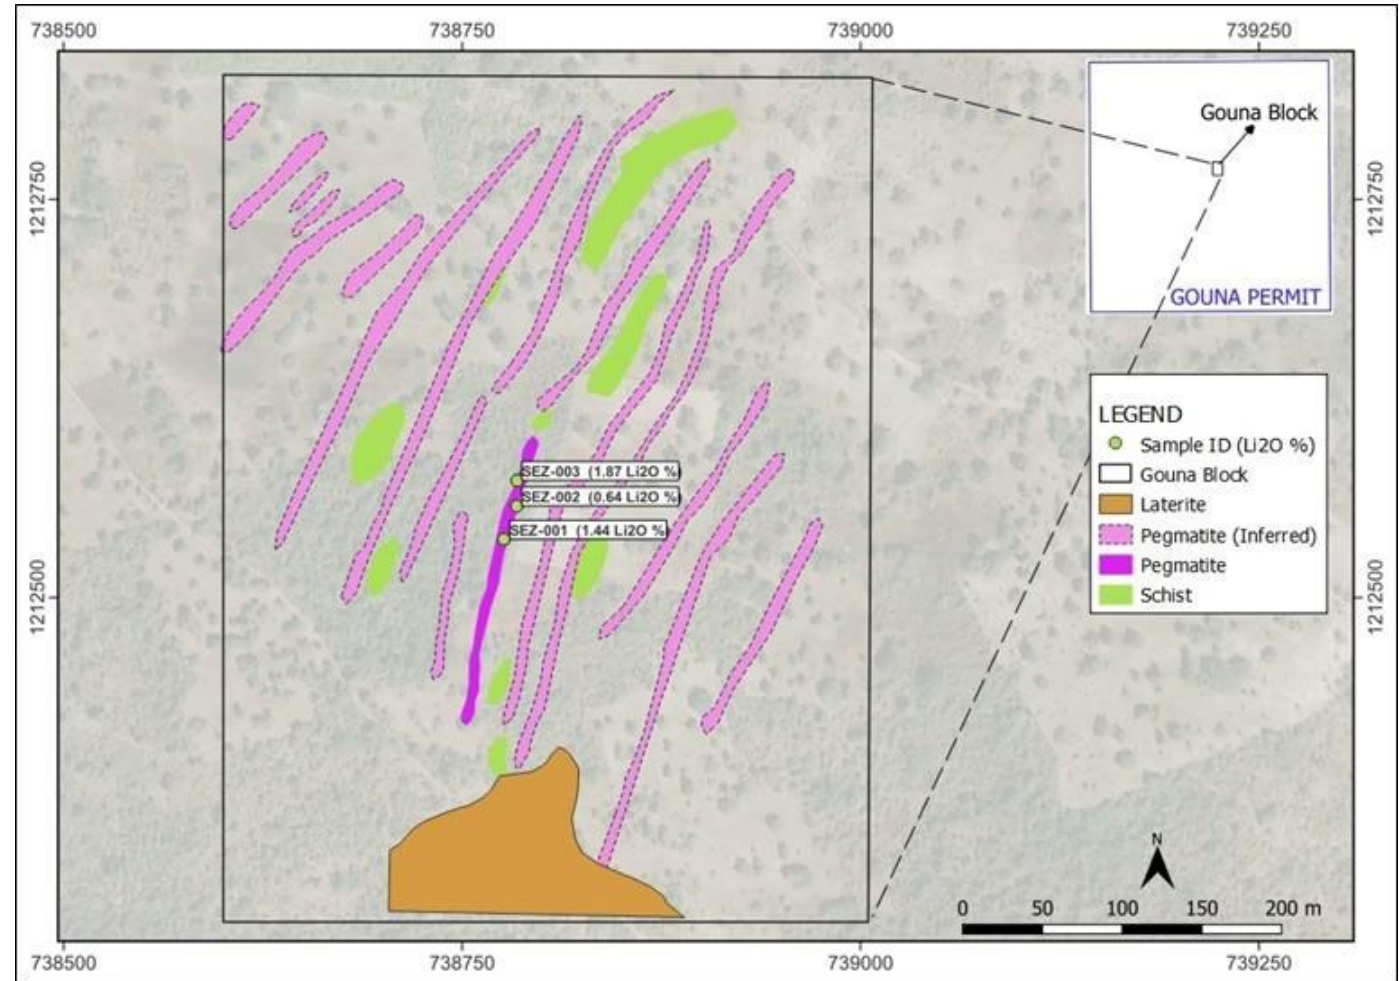 738500 738750 739000 739250
Gouna Block
1212750 1212750
GOUNA PERMIT
LEGEND
Sample ID (Li2O %)
Gouna Block
Laterite
Pegmatite (Inferred)
Pegmatite
Schist
SEZ-003 (1.87 Li2O %)
SEZ-002 (0.64 Li2O %)
SEZ-001 (1.44 Li2O %)
1212500 1212500
N
0 50 100 150 200 m
738500 738750 739000 739250